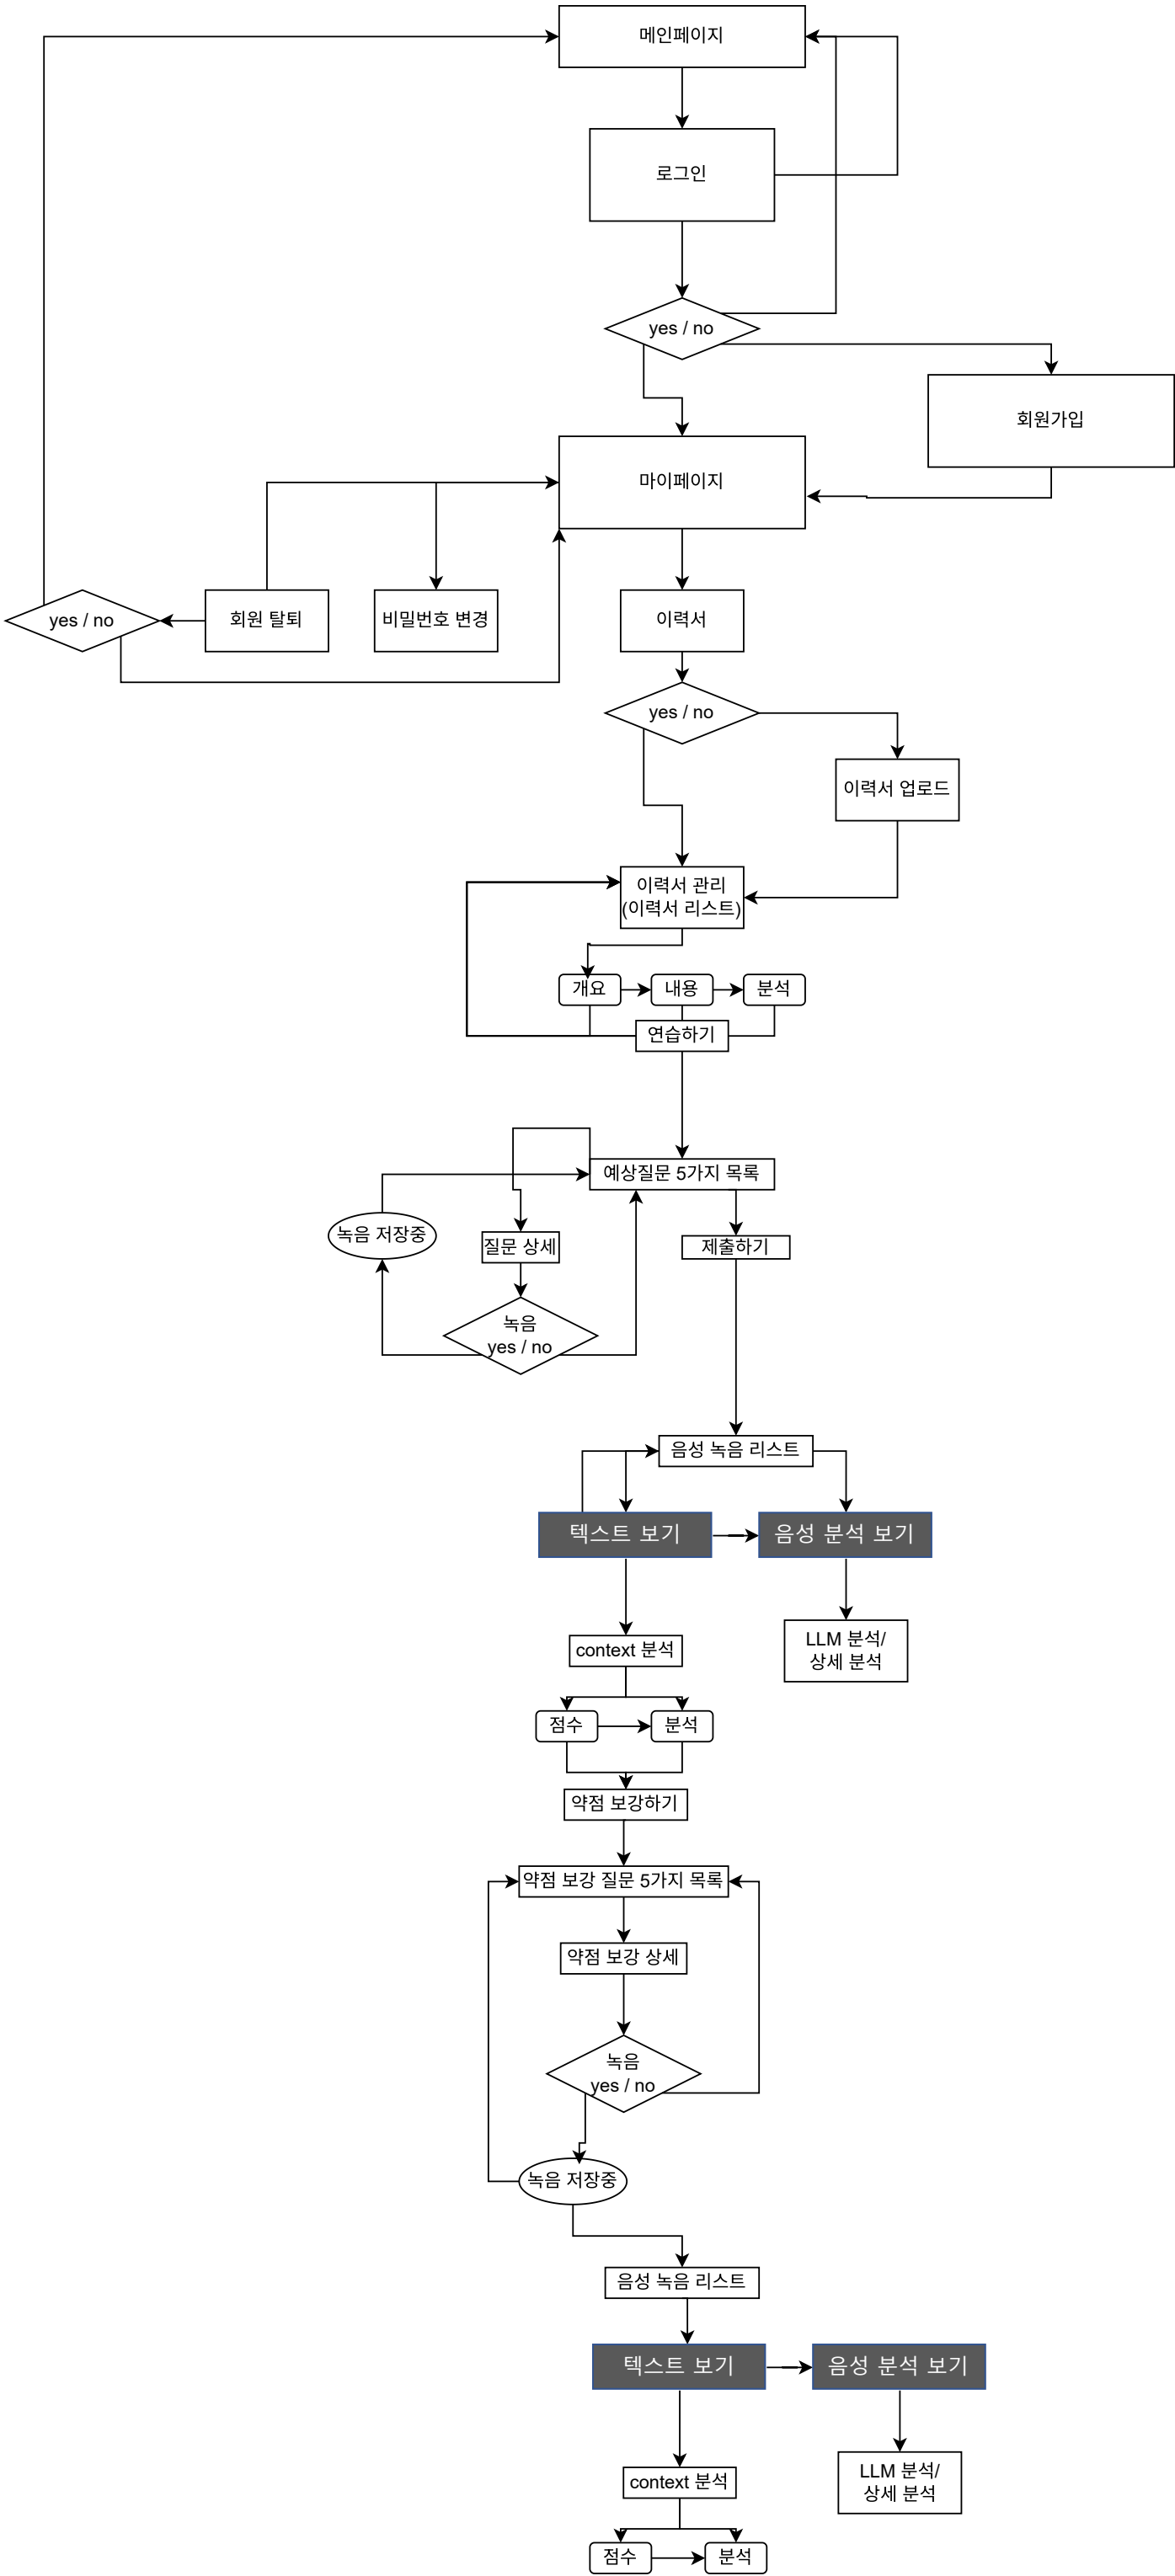 메인페이지
로그인
yes / no
회원가입
마이페이지
yes / no
회원 탈퇴
비밀번호 변경
이력서
yes / no
이력서 업로드
이력서 관리
(이력서 리스트)
개요
내용
분석
연습하기
예상질문 5가지 목록
녹음 저장중
질문 상세
제출하기
녹음
yes / no
음성 녹음 리스트
텍스트 보기
음성 분석 보기
context 분석
LLM 분석/
상세 분석
점수
분석
약점 보강하기
약점 보강 질문 5가지 목록
약점 보강 상세
녹음
yes / no
녹음 저장중
음성 녹음 리스트
텍스트 보기
음성 분석 보기
context 분석
LLM 분석/
상세 분석
점수
분석